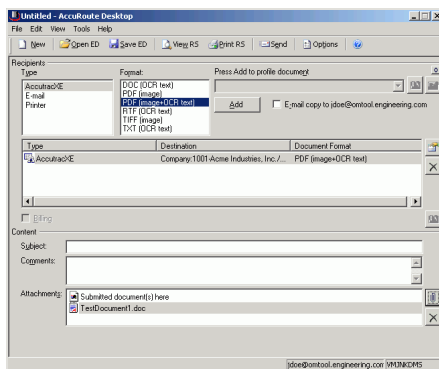 Untitled - AccuRoute Desktop
File Edit View Tools Help
New Open ED Save ED View RS Print RS Send Options
Recipients
Type Format: Press Add to profile document
AccutracXE
E-mail
Printer
DOC (OCR text)
PDF (image)
PDF (image+OCR text)
RTF (OCR text)
TIFF (image)
TXT (OCR text)
Add E-mail copy to jdoe@omtool.engineering.com
Type Destination Document Format
AccutracXE Company:1001-Acme Industries, Inc./... PDF (image+OCR text)
Billing
Content
Subject:
Comments:
Attachments: Submitted document(s) here
TestDocument1.doc
jdoe@omtool.engineering.com VMJNKDMS